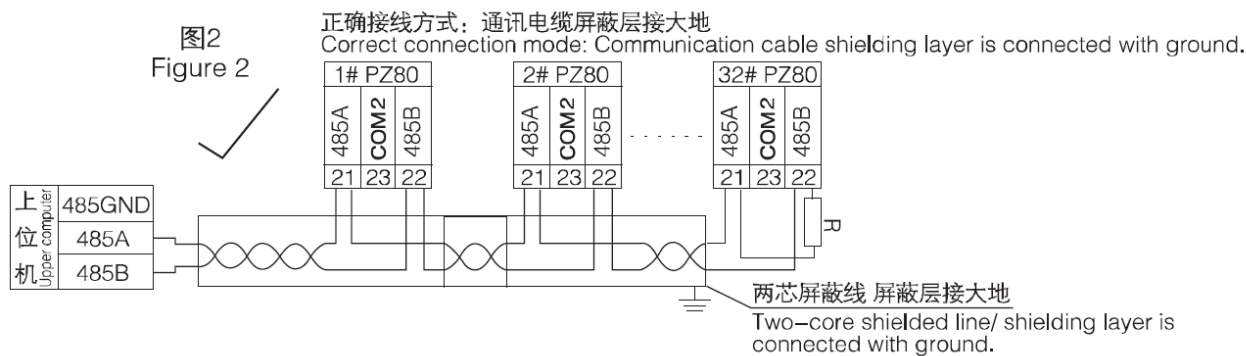 图2
Figure 2
正确接线方式：通讯电缆屏蔽层接大地
Correct connection mode: Communication cable shielding layer is connected with ground.
1# PZ80
485A
COM2
485B
21
23
22
2# PZ80
485A
COM2
485B
21
23
22
32# PZ80
485A
COM2
485B
21
23
22
上位机
Upper computer
485GND
485A
485B
R
两芯屏蔽线 屏蔽层接大地
Two-core shielded line/ shielding layer is
connected with ground.